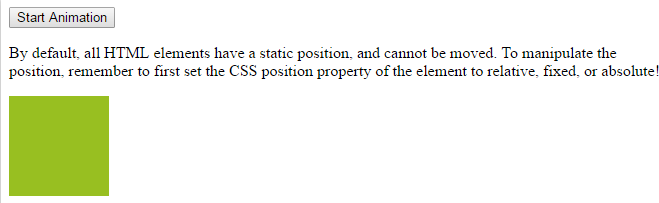 Start Animation
By default, all HTML elements have a static position, and cannot be moved. To manipulate the
position, remember to first set the CSS position property of the element to relative, fixed, or absolute!